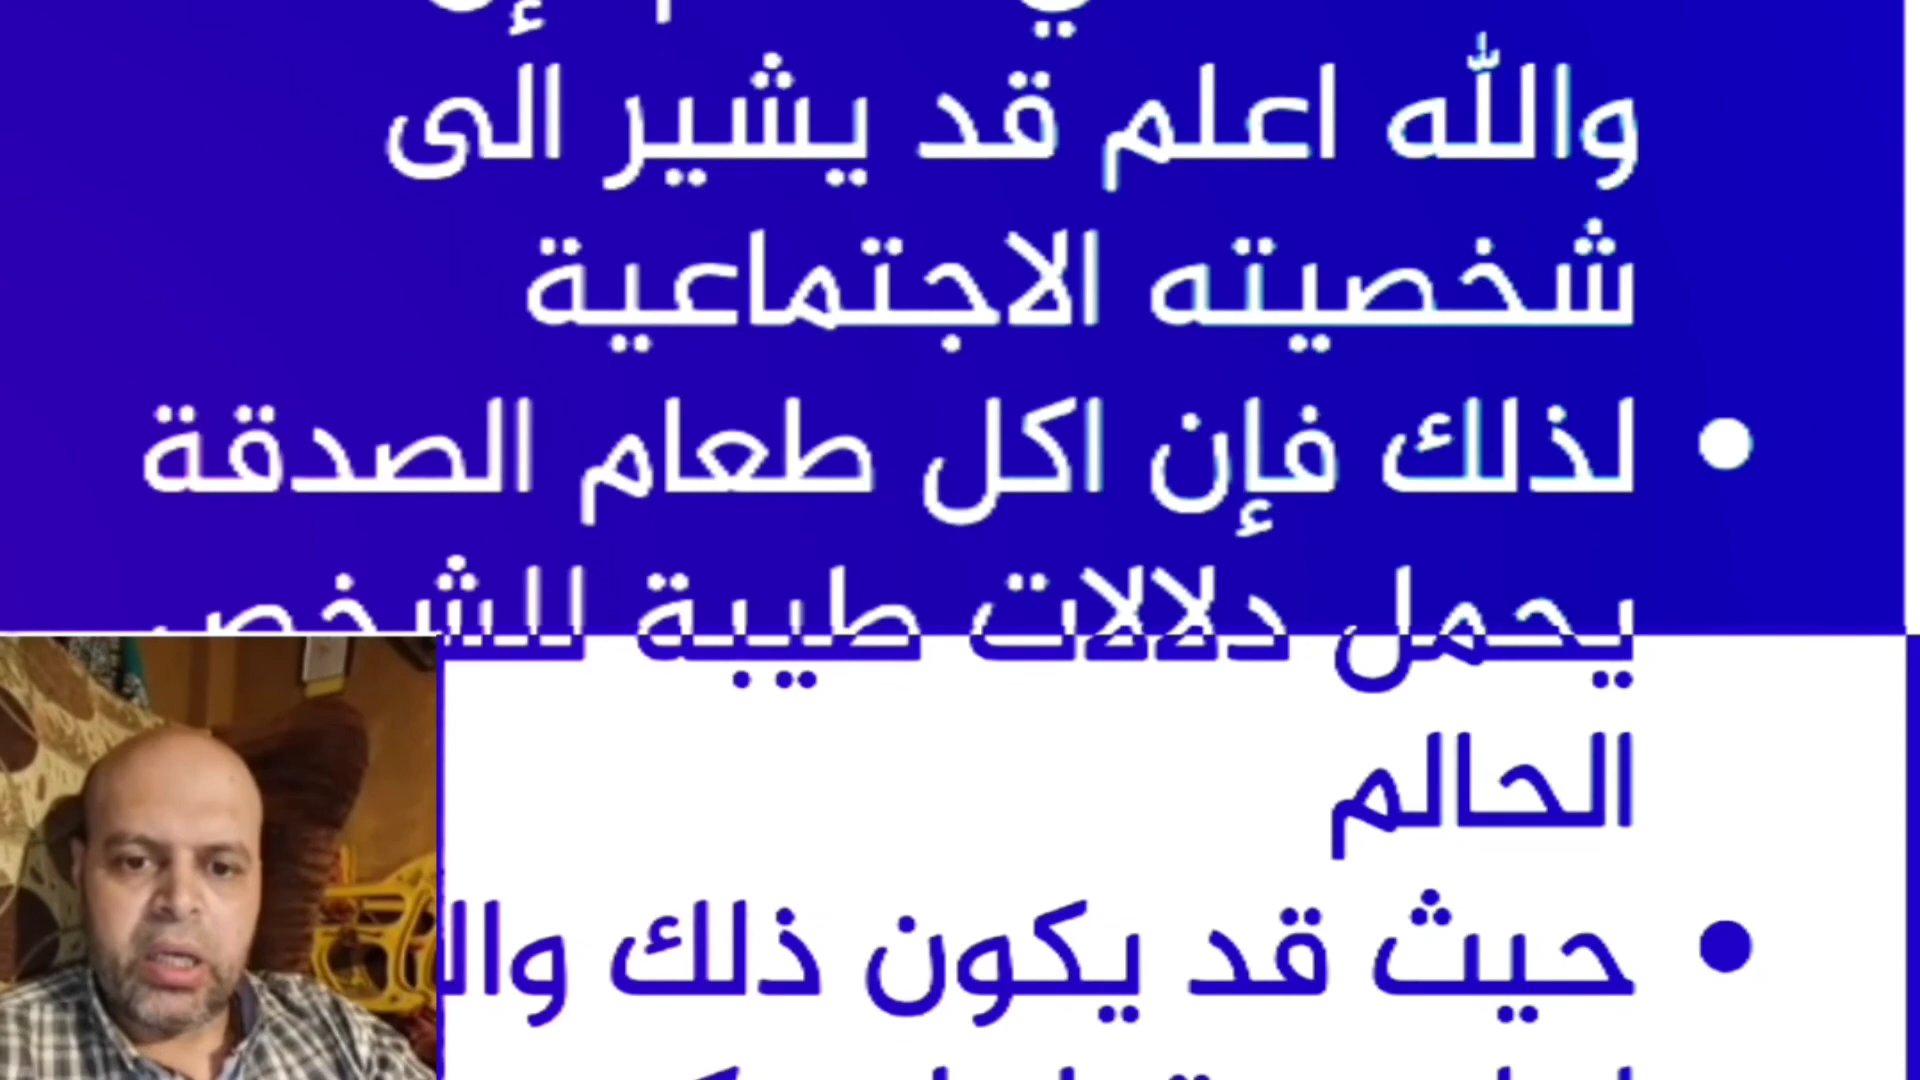 والله اعلم قد يشير الى
شخصيته الاجتماعية
• لذلك فإن اكل طعام الصدقة
يحمل دلالات طيبة للشخص
الحالم
• حيث قد يكون ذلك